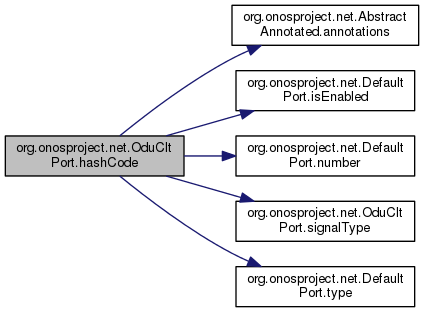 org.onosproject.net.Abstract
Annotated.annotations
org.onosproject.net.Default
Port.isEnabled
org.onosproject.net.OduClt
Port.hashCode
org.onosproject.net.Default
Port.number
org.onosproject.net.OduClt
Port.signalType
org.onosproject.net.Default
Port.type